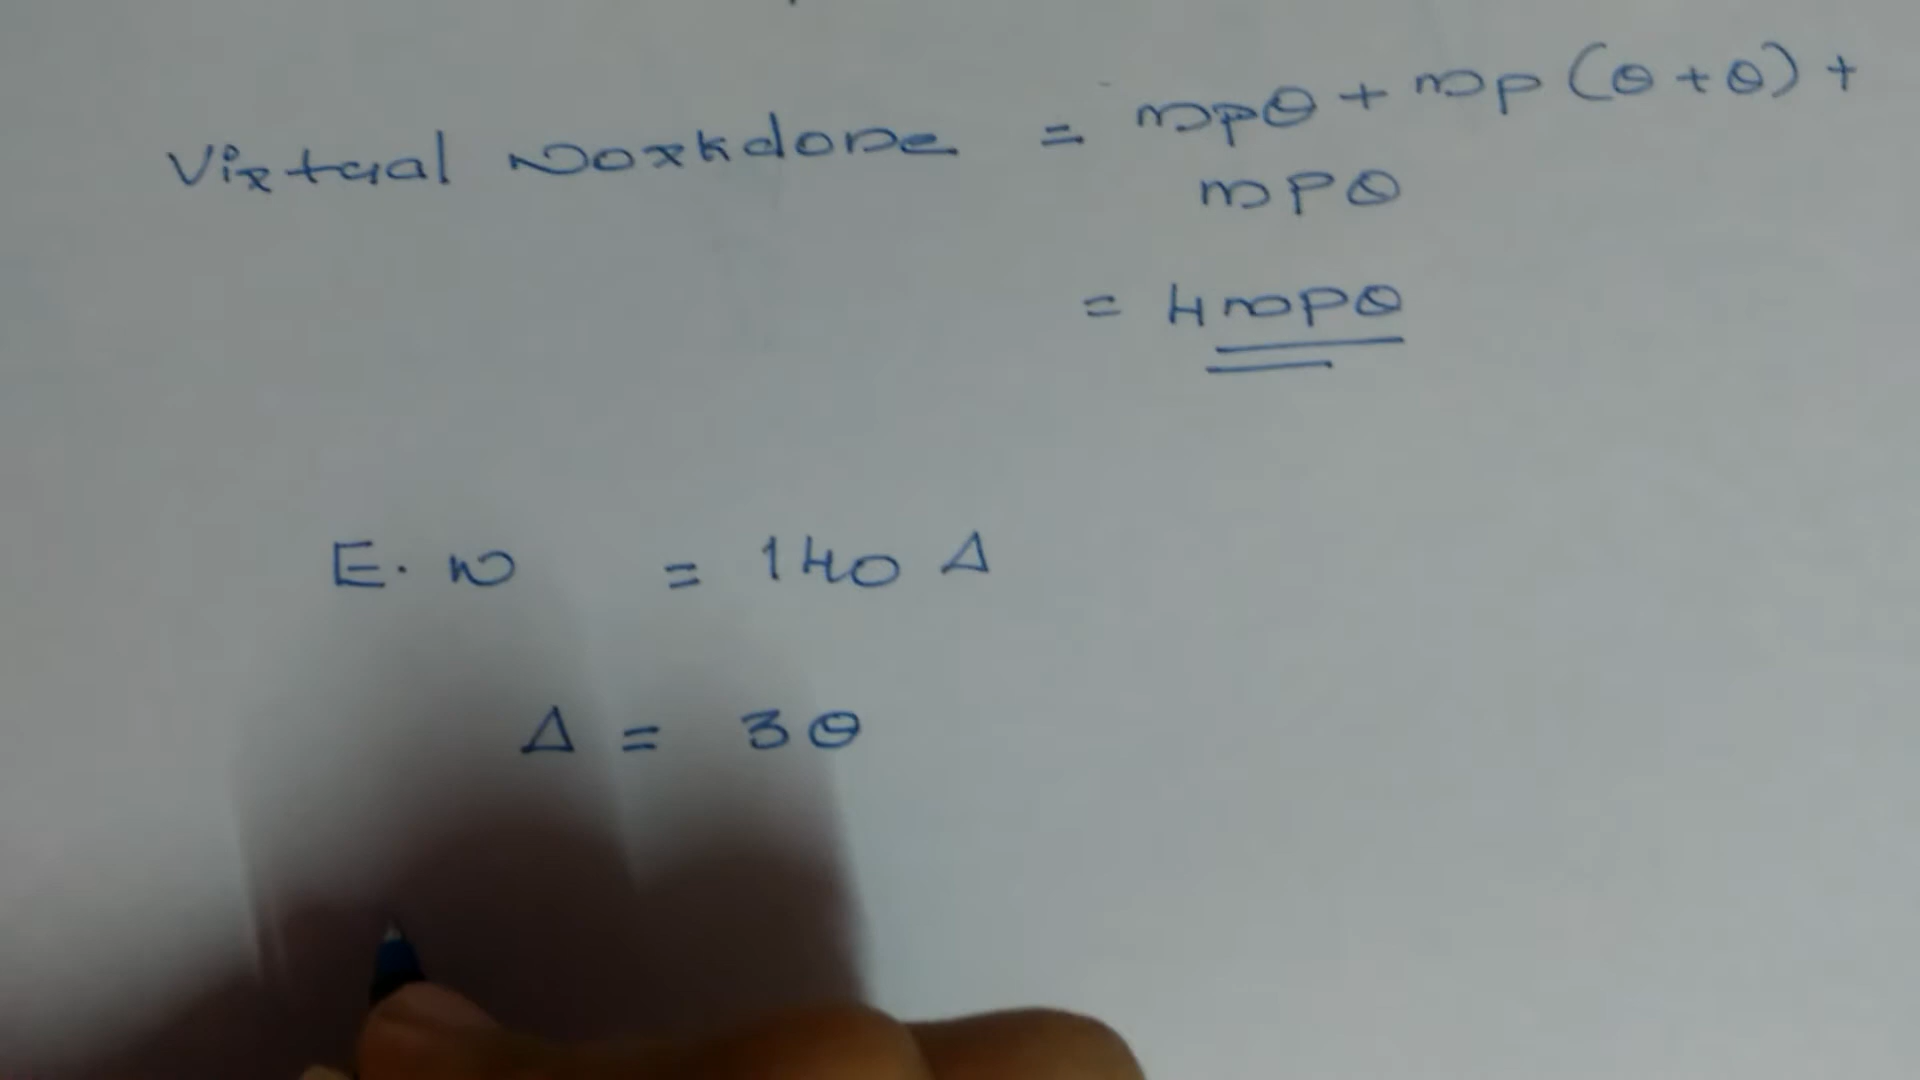 Virtual workdone = mpθ + mp (θ + θ) +
mpθ
= 4mpθ
E. w = 140 Δ
Δ = 3θ